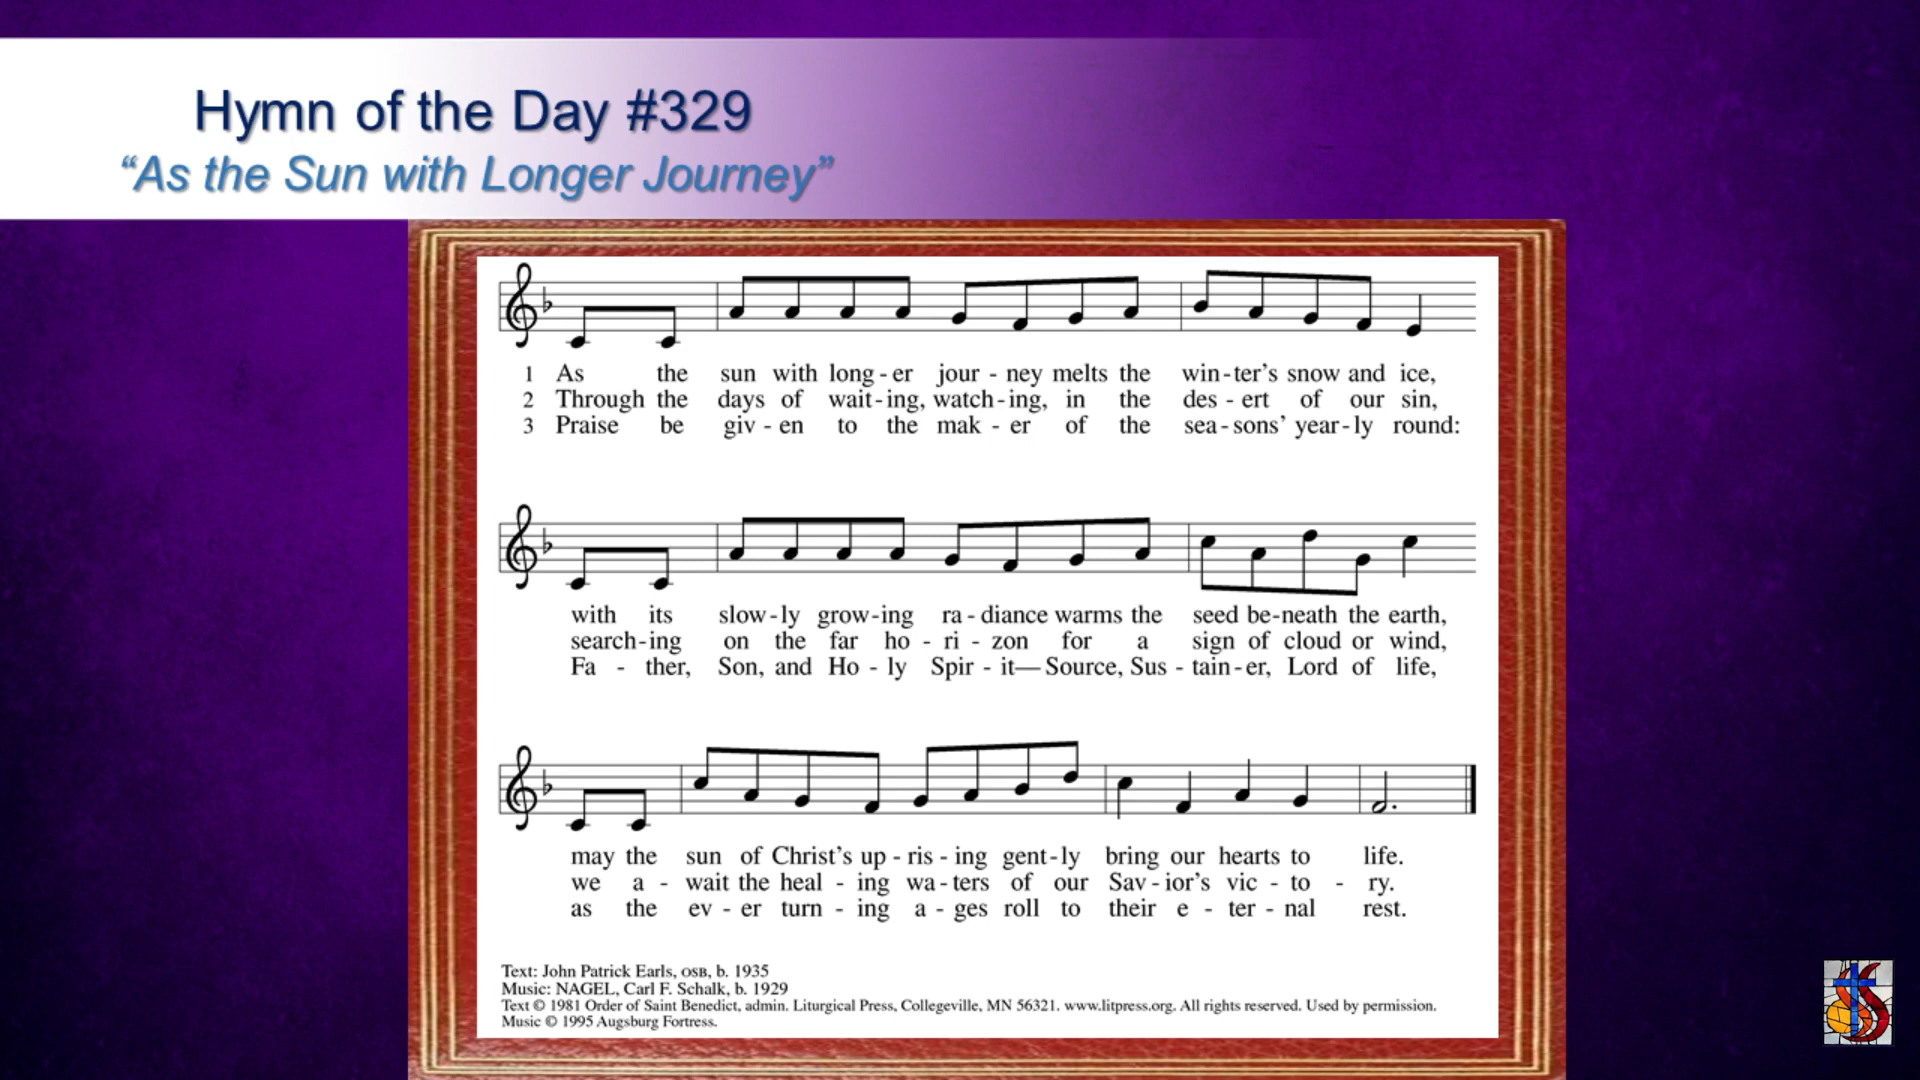 Hymn of the Day #329
“As the Sun with Longer Journey”
1 As the sun with long - er jour - ney melts the win - ter’s snow and ice,
2 Through the days of wait - ing, watch - ing, in the des - ert of our sin,
3 Praise be giv - en to the mak - er of the sea - sons’ year - ly round:
with its slow - ly grow - ing ra - diance warms the seed be - neath the earth,
search - ing on the far ho - ri - zon for a sign of cloud or wind,
Fa - ther, Son, and Ho - ly Spir - it— Source, Sus - tain - er, Lord of life,
may the sun of Christ’s up - ris - ing gent - ly bring our hearts to life.
we a - wait the heal - ing wa - ters of our Sav - ior’s vic - to - ry.
as the ev - er turn - ing a - ges roll to their e - ter - nal rest.
Text: John Patrick Earls, OSB, b. 1935
Music: NAGEL, Carl F. Schalk, b. 1929
Text © 1981 Order of Saint Benedict, admin. Liturgical Press, Collegeville, MN 56321. www.litpress.org. All rights reserved. Used by permission.
Music © 1995 Augsburg Fortress.